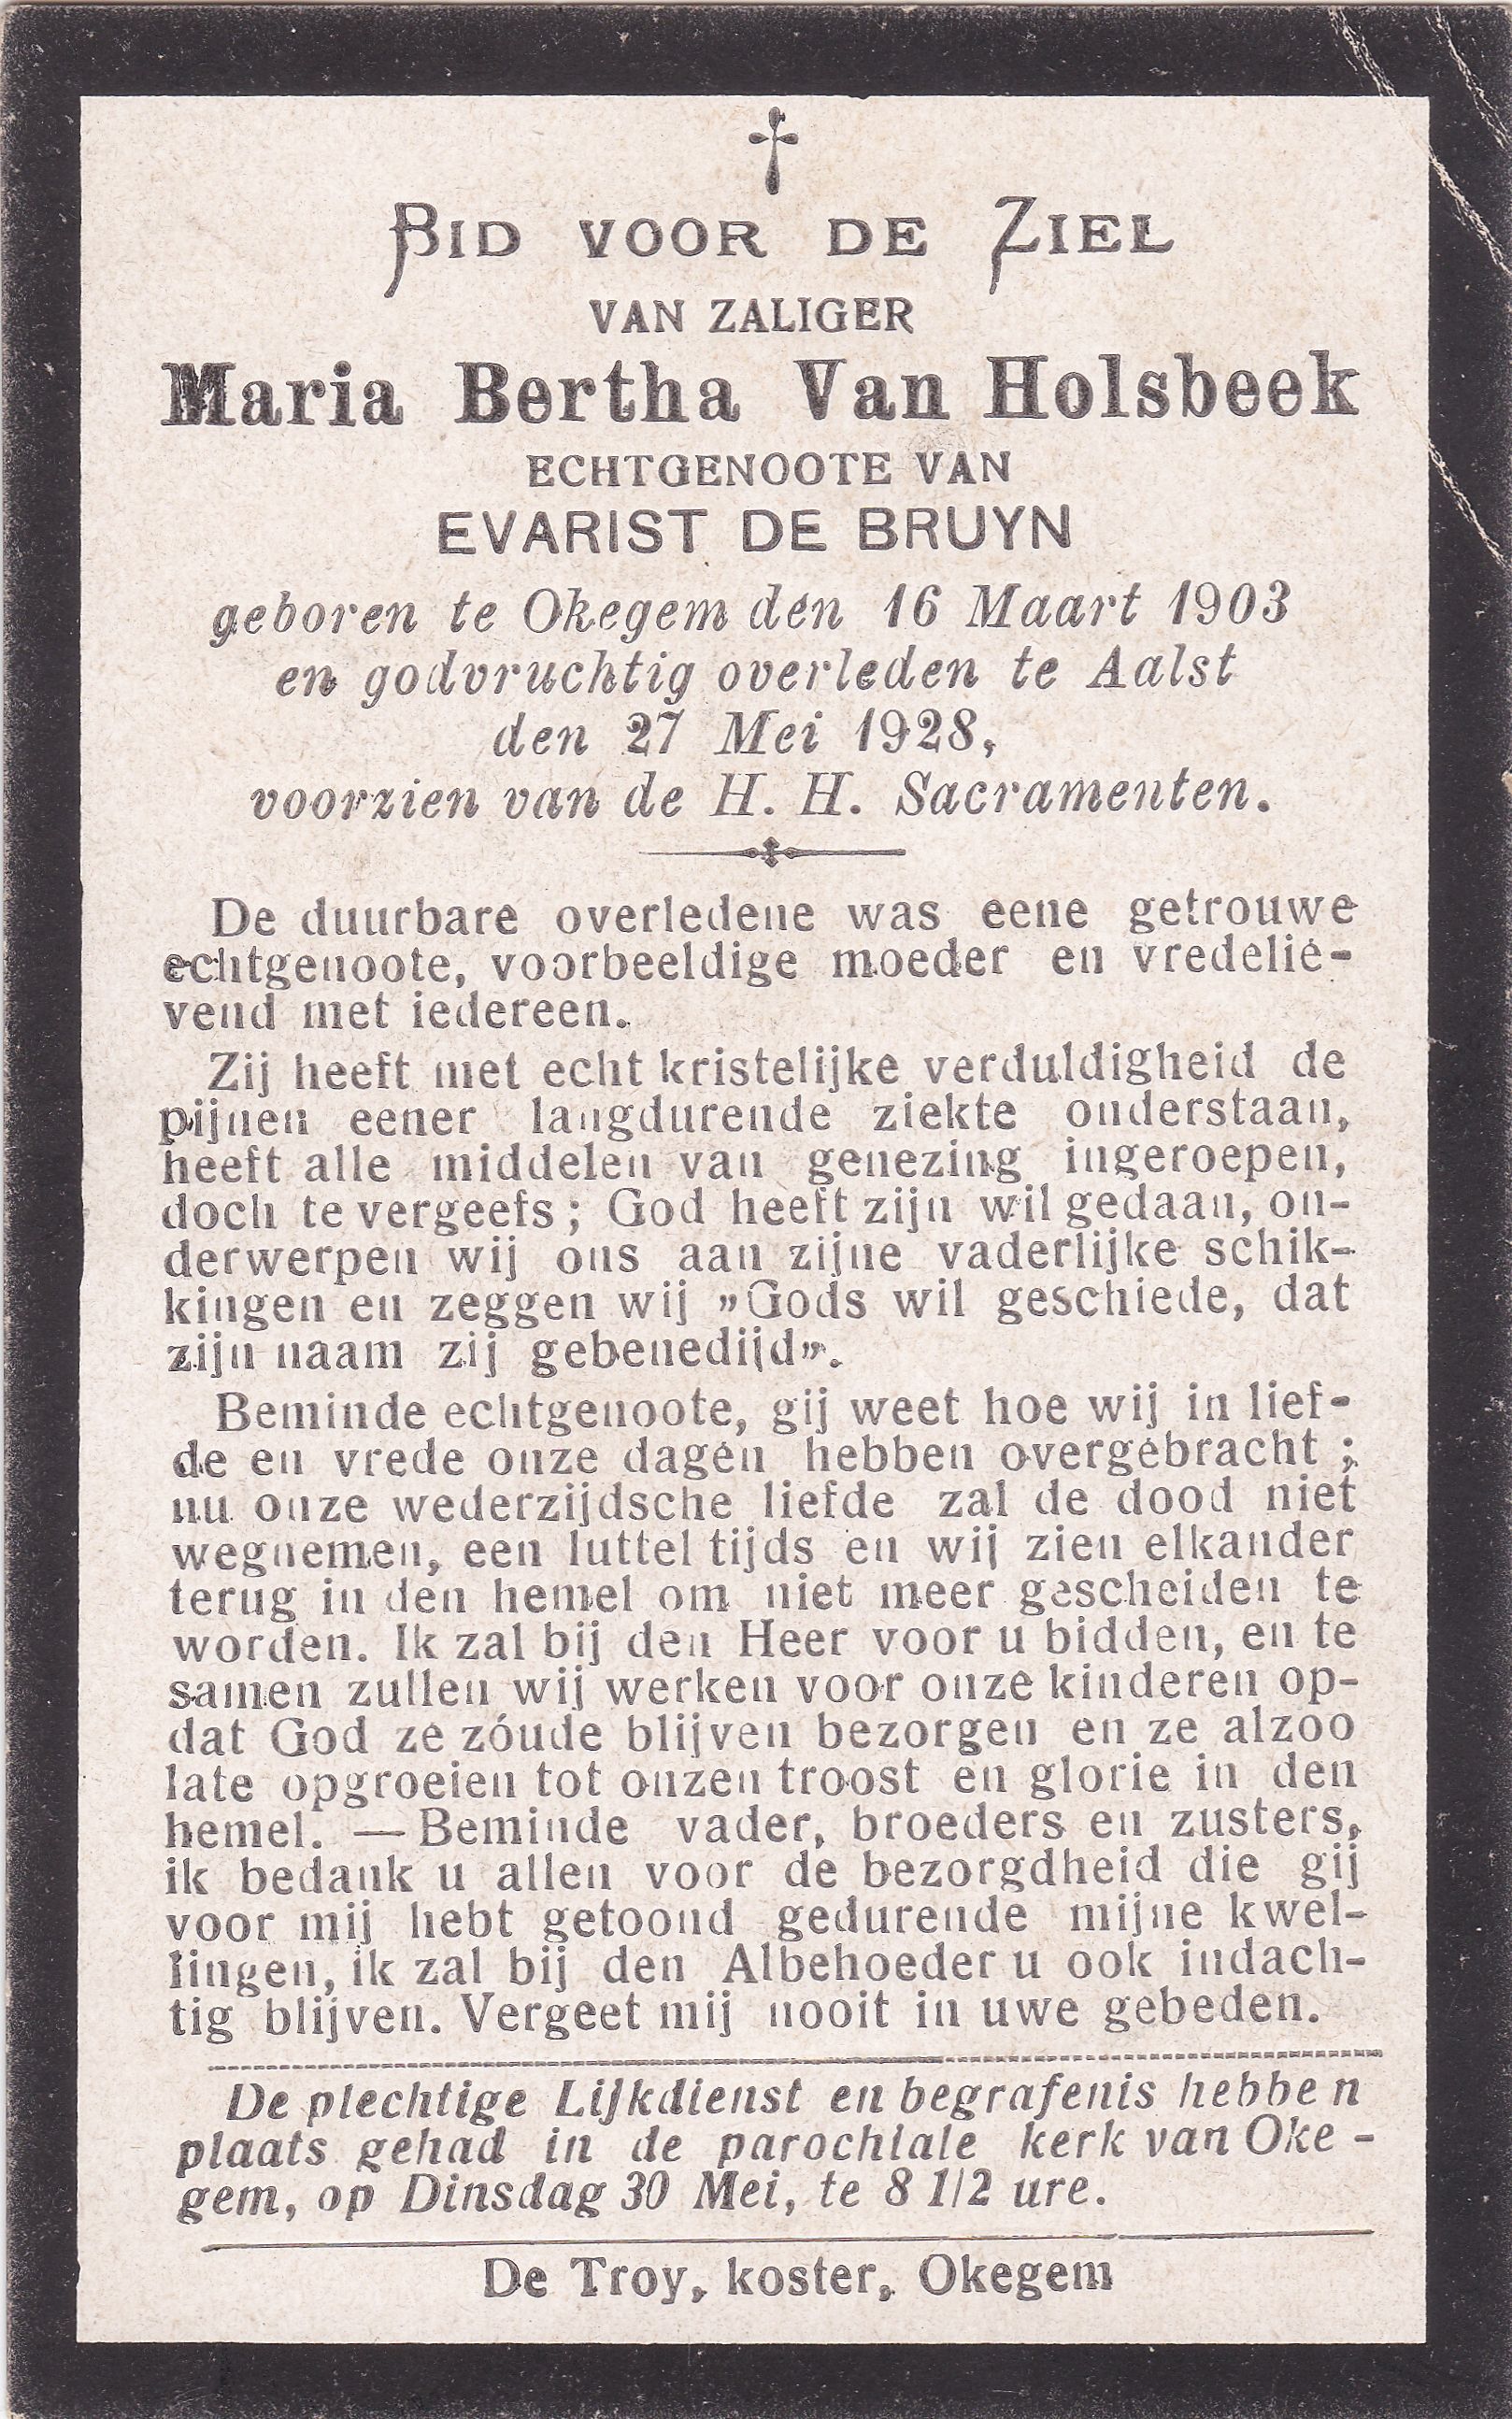 BID VOOR DE ZIEL
VAN ZALIGER
Maria Bertha Van Holsbeek
ECHTGENOOTE VAN
EVARIST DE BRUYN
geboren te Okegem den 16 Maart 1903
en godvruchtig overleden te Aalst
den 27 Mei 1928,
voorzien van de H. H. Sacramenten.
De duurbare overledene was eene getrouwe
echtgenoote, voorbeeldige moeder en vredelie-
vend met iedereen.
Zij heeft met echt kristelijke verduldigheid de
pijnen eener langdurende ziekte onderstaan,
heeft alle middelen van genezing ingeroepen,
doch te vergeefs ; God heeft zijn wil gedaan, on-
derwerpen wij ons aan zijne vaderlijke schik-
kingen en zeggen wij »Gods wil geschiede, dat
zijn naam zij gebenedijd».
Beminde echtgenoote, gij weet hoe wij in lief-
de en vrede onze dagen hebben overgebracht ;
nu onze wederzijdsche liefde zal de dood niet
wegnemen, een luttel tijds en wij zien elkander
terug in den hemel om niet meer gescheiden te
worden. Ik zal bij den Heer voor u bidden, en te
samen zullen wij werken voor onze kinderen op-
dat God ze zóude blijven bezorgen en ze alzoo
late opgroeien tot onzen troost en glorie in den
hemel. — Beminde vader, broeders en zusters,
ik bedank u allen voor de bezorgdheid die gij
voor mij hebt getoond gedurende mijne kwel-
lingen, ik zal bij den Albehoeder u ook indach-
tig blijven. Vergeet mij nooit in uwe gebeden.
De plechtige Lijkdienst en begrafenis hebben
plaats gehad in de parochiale kerk van Oke-
gem, op Dinsdag 30 Mei, te 8 1/2 ure.
De Troy, koster, Okegem